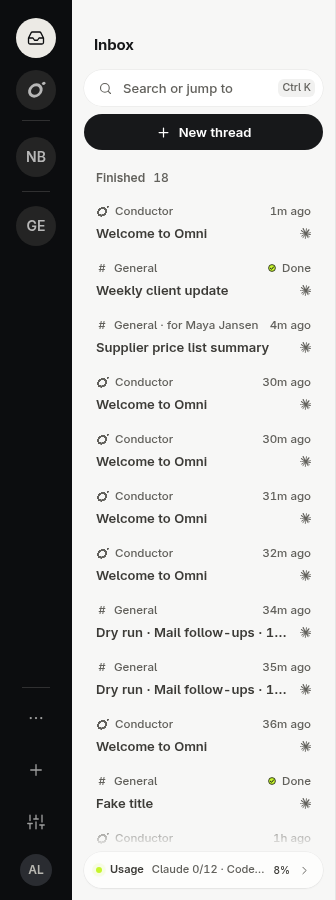 Inbox
Search or jump to Ctrl K
NB
New thread
Finished 18
GE
Conductor 1m ago
Welcome to Omni
# General Done
Weekly client update
# General · for Maya Jansen 4m ago
Supplier price list summary
Conductor 30m ago
Welcome to Omni
Conductor 30m ago
Welcome to Omni
Conductor 31m ago
Welcome to Omni
Conductor 32m ago
Welcome to Omni
# General 34m ago
Dry run · Mail follow-ups · 1...
# General 35m ago
Dry run · Mail follow-ups · 1...
Conductor 36m ago
Welcome to Omni
# General Done
Fake title
Conductor 1h ago
AL
Usage Claude 0/12 · Code... 8%